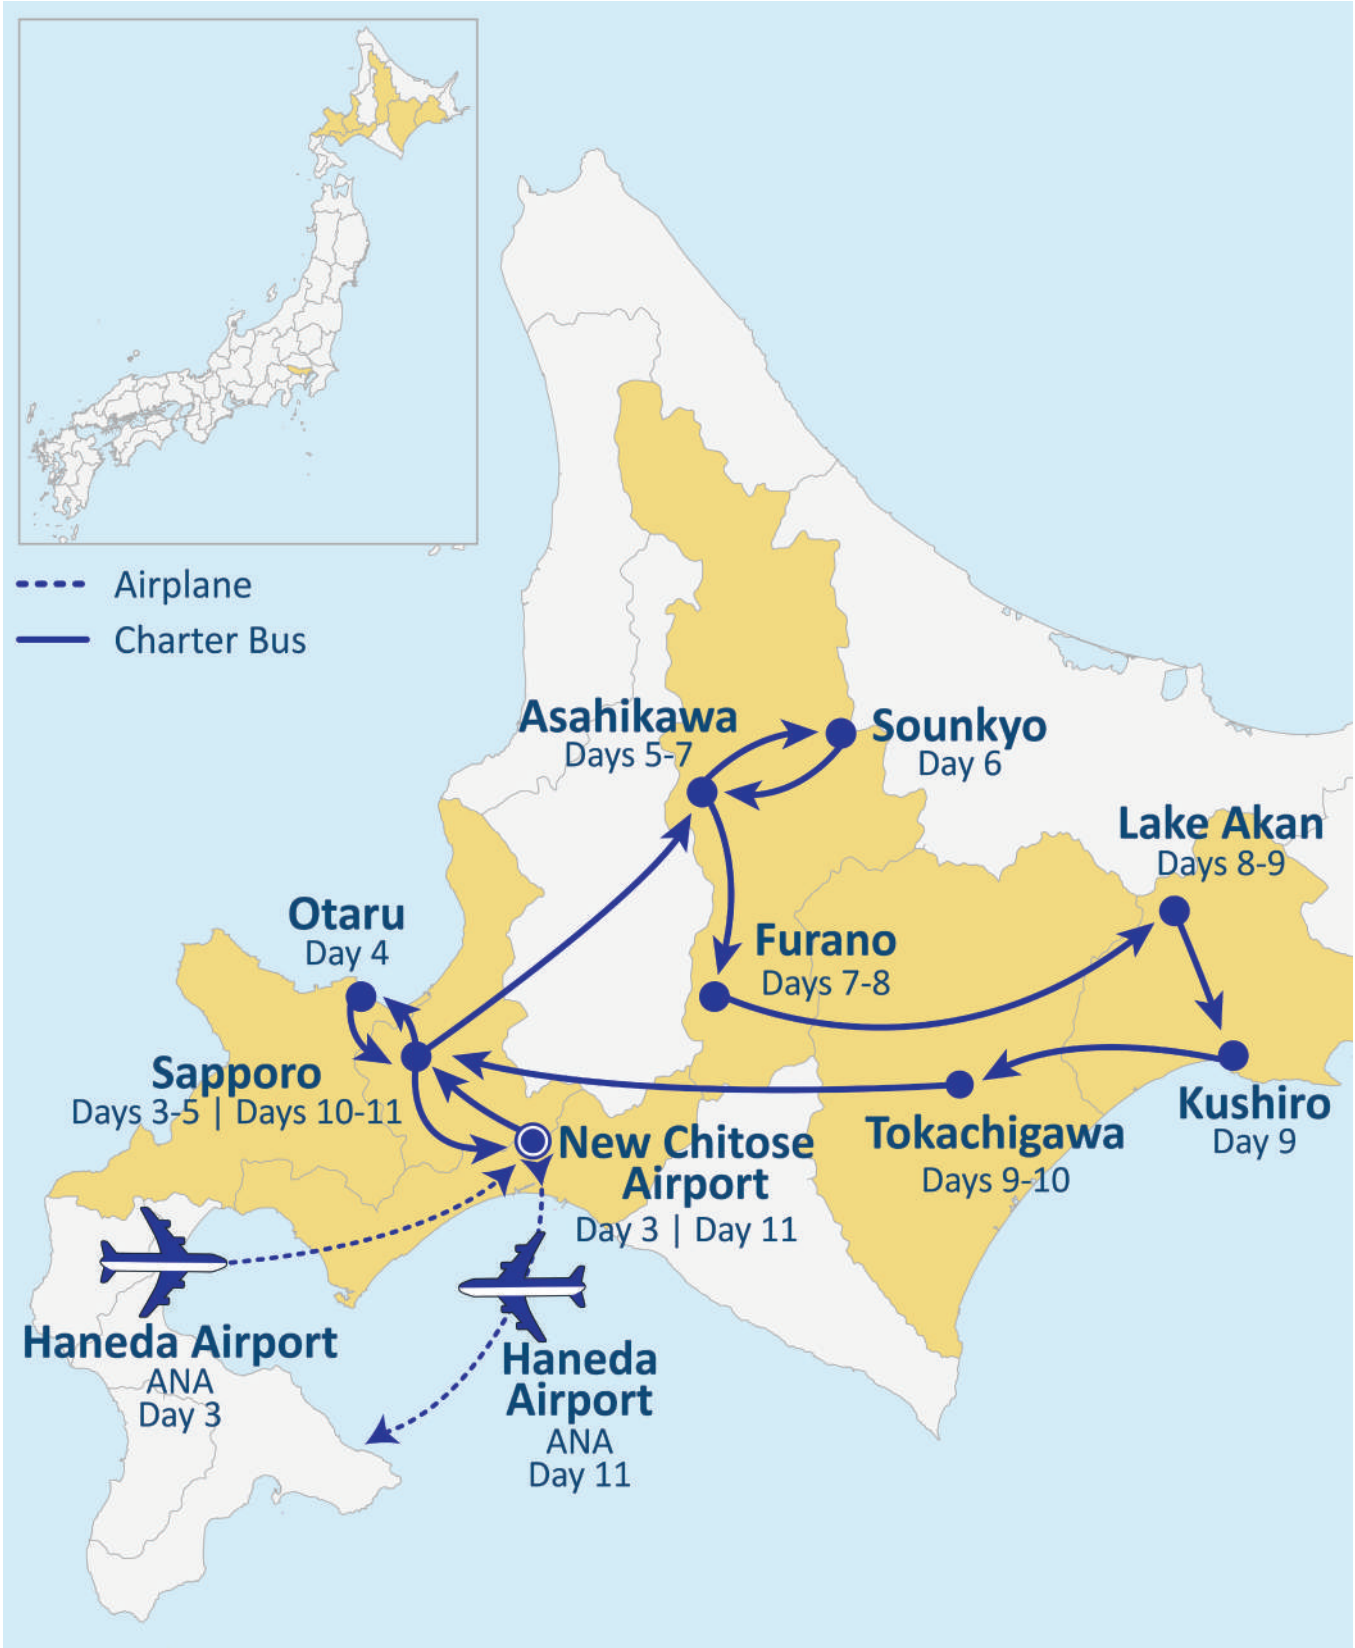 Airplane
Charter Bus
Asahikawa
Days 5-7
Sounkyo
Day 6
Lake Akan
Days 8-9
Otaru
Day 4
Furano
Days 7-8
Sapporo
Days 3-5 | Days 10-11
Kushiro
Day 9
Tokachigawa
Days 9-10
New Chitose
Airport
Day 3 | Day 11
Haneda Airport
ANA
Day 3
Haneda
Airport
ANA
Day 11